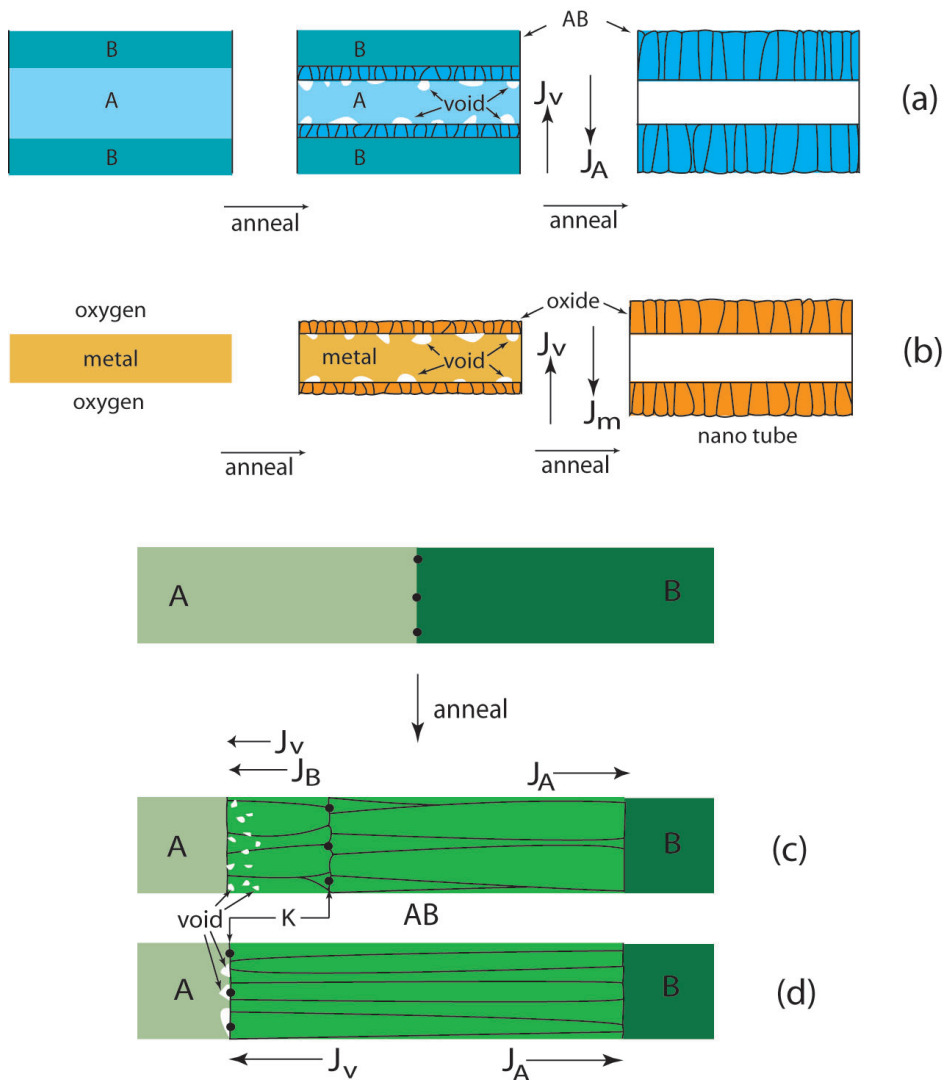 B
A
B
anneal
B
A
void
B
AB
Jv
JA
anneal
(a)
oxygen
metal
oxygen
anneal
metal
void
oxide
Jv
Jm
anneal
nano tube
(b)
A
B
anneal
Jv
JB
JA
A
B
(c)
void
K
AB
A
B
(d)
Jv
JA